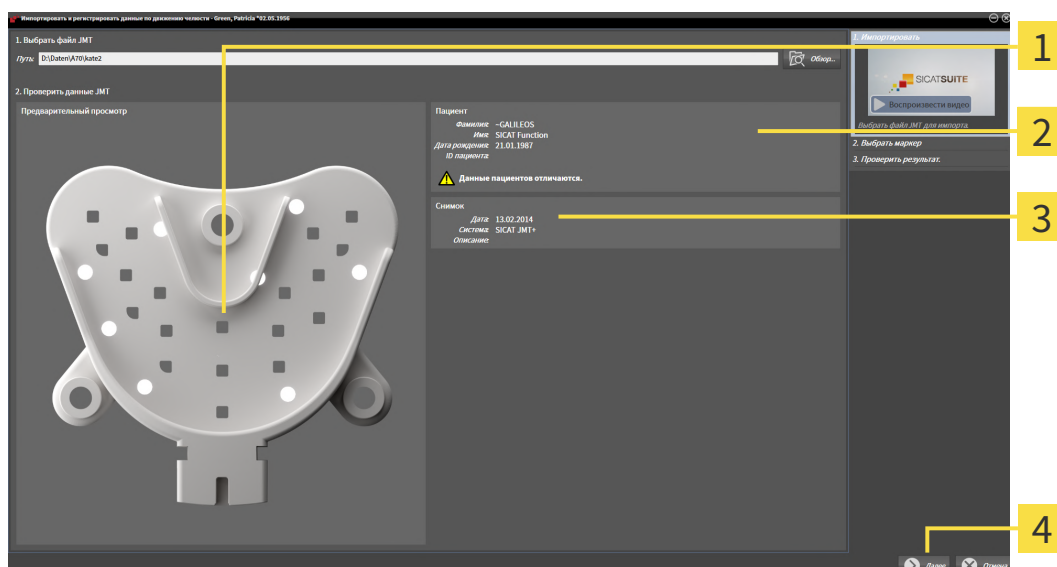 Импортировать и регистрировать данные по движению челюсти - Green, Patricia *02.05.1956
1. Выбрать файл JMT
Путь: D:\Daten\A70\kate2
Обзор..
2. Проверить данные JMT
Предварительный просмотр
Пациент
Фамилия: ~GALILEOS
Имя: SICAT Function
Дата рождения: 21.01.1987
ID пациента:
Данные пациентов отличаются.
Снимок
Дата: 13.02.2014
Система: SICAT JMT+
Описание:
1. Импортировать
SICATSUITE
Воспроизвести видео
Выбрать файл JMT для импорта.
2. Выбрать маркер
3. Проверить результат.
Далее
Отмена
1
2
3
4